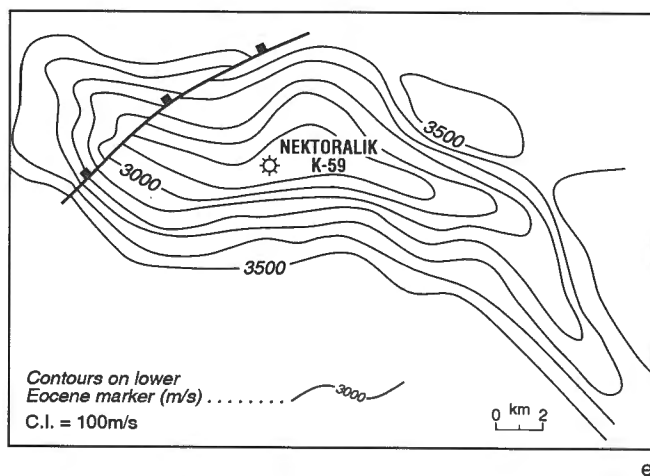 3500
NEKTORALIK
K-59
3000
3500
Contours on lower
Eocene marker (m/s) ........
3000
C.I. = 100m/s
0 km 2
e